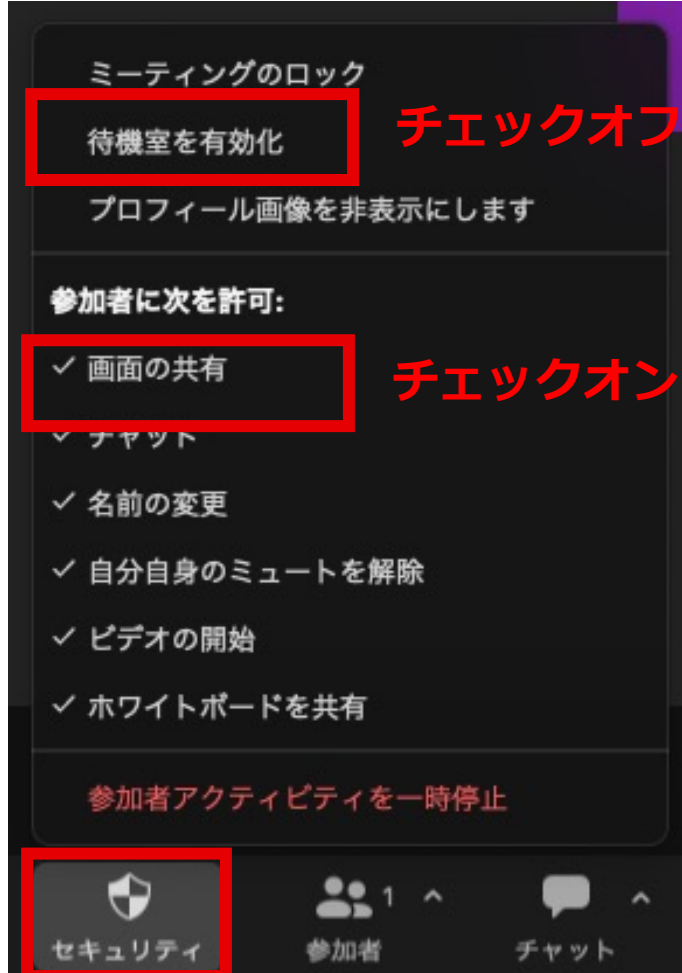 ミーティングのロック
待機室を有効化
チェックオフ
プロフィール画像を非表示にします
参加者に次を許可:
✓ 画面の共有
チェックオン
✓ チャット
✓ 名前の変更
✓ 自分自身のミュートを解除
✓ ビデオの開始
✓ ホワイトボードを共有
参加者アクティビティを一時停止
1
セキュリティ
参加者
チャット